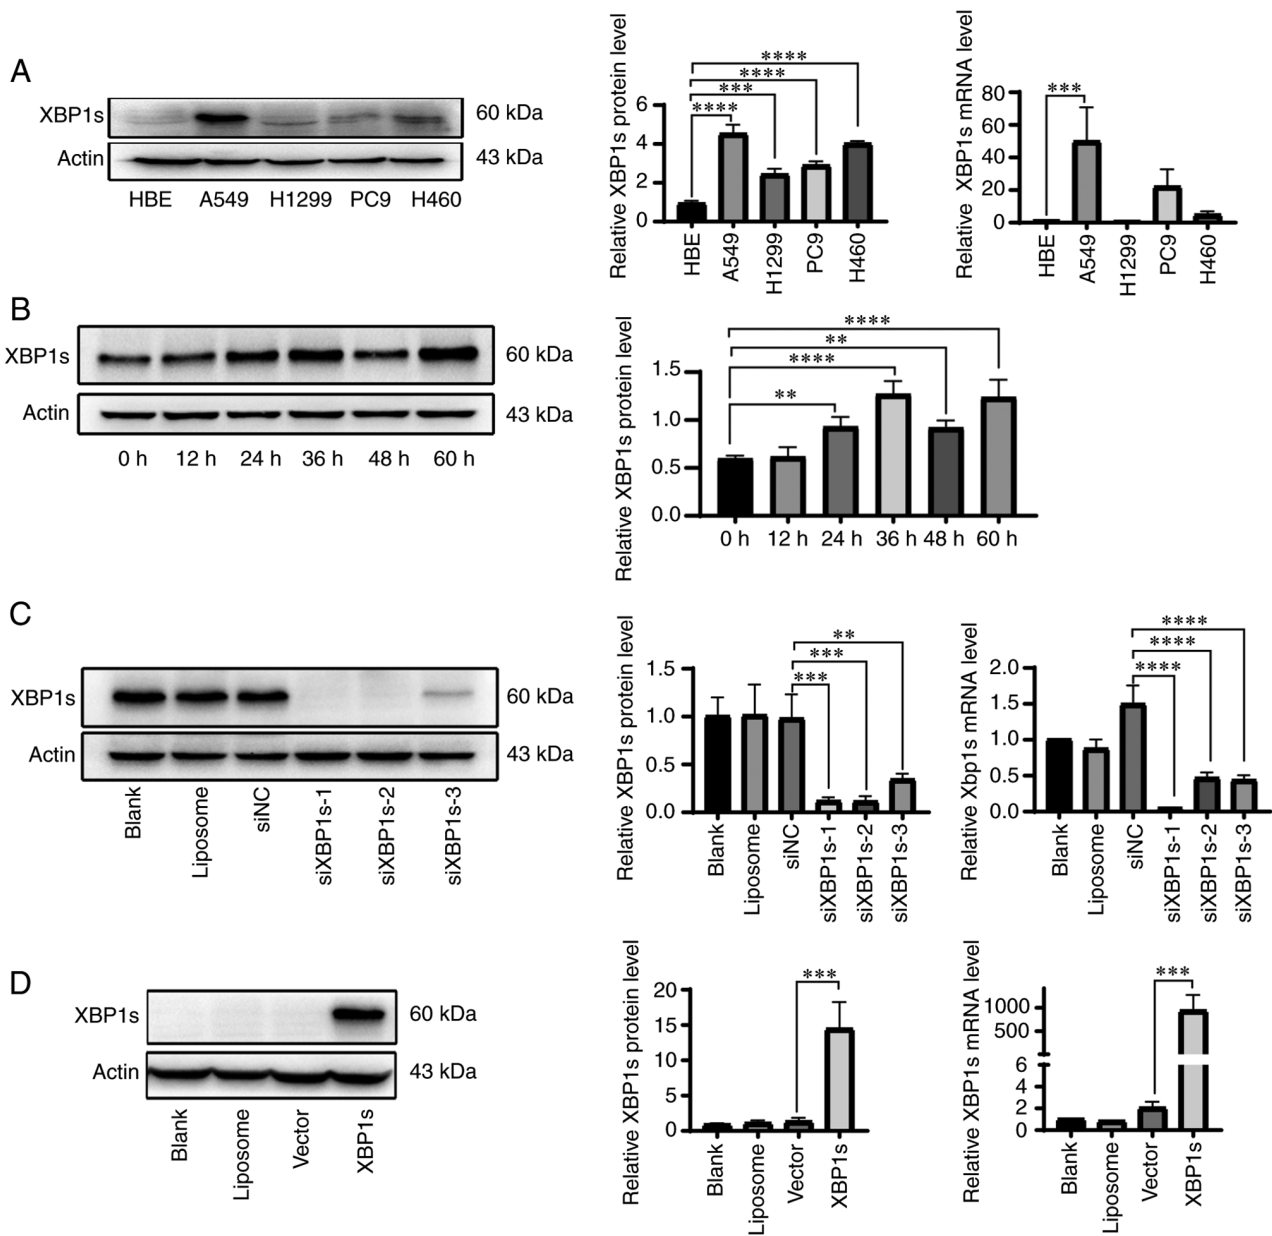 A
XBP1s
60 kDa
Actin
43 kDa
HBE A549 H1299 PC9 H460
Relative XBP1s protein level
6
4
2
0
****
***
****
****
HBE A549 H1299 PC9 H460
Relative XBP1s mRNA level
80
60
40
20
0
***
HBE A549 H1299 PC9 H460
B
XBP1s
60 kDa
Actin
43 kDa
0 h 12 h 24 h 36 h 48 h 60 h
Relative XBP1s protein level
1.5
1.0
0.5
0.0
****
**
****
**
0 h 12 h 24 h 36 h 48 h 60 h
C
XBP1s
60 kDa
Actin
43 kDa
Blank Liposome siNC siXBP1s-1 siXBP1s-2 siXBP1s-3
Relative XBP1s protein level
1.5
1.0
0.5
0.0
**
***
***
Blank Liposome siNC siXBP1s-1 siXBP1s-2 siXBP1s-3
Relative Xbp1s mRNA level
2.0
1.5
1.0
0.5
0.0
****
****
****
Blank Liposome siNC siXBP1s-1 siXBP1s-2 siXBP1s-3
D
XBP1s
60 kDa
Actin
43 kDa
Blank Liposome Vector XBP1s
Relative XBP1s protein level
20
15
10
5
0
***
Blank Liposome Vector XBP1s
Relative XBP1s mRNA level
1000
500
6
4
2
0
***
Blank Liposome Vector XBP1s